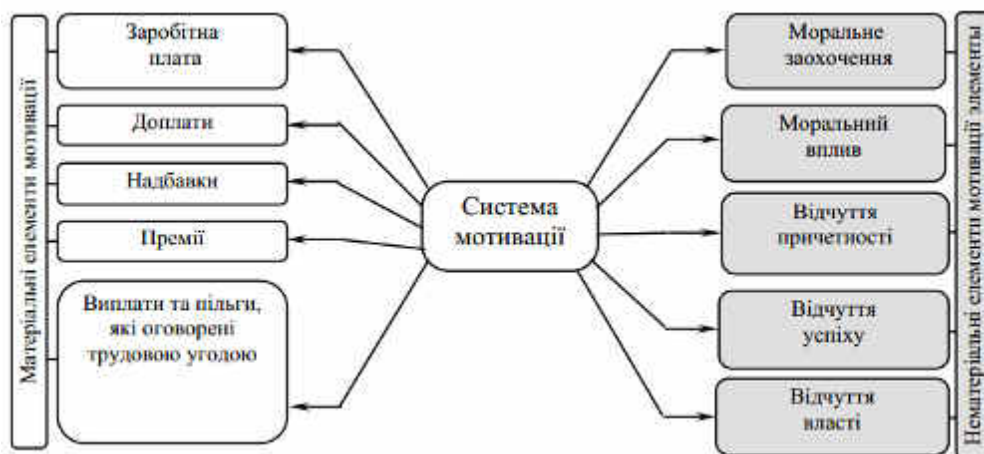 Матеріальні елементи мотивації
Заробітна
плата
Доплати
Надбавки
Премії
Виплати та пільги,
які оговорені
трудовою угодою
Система
мотивації
Моральне
заохочення
Моральний
вплив
Відчуття
причетності
Відчуття
успіху
Відчуття
власті
Нематеріальні елементи мотивації элементы